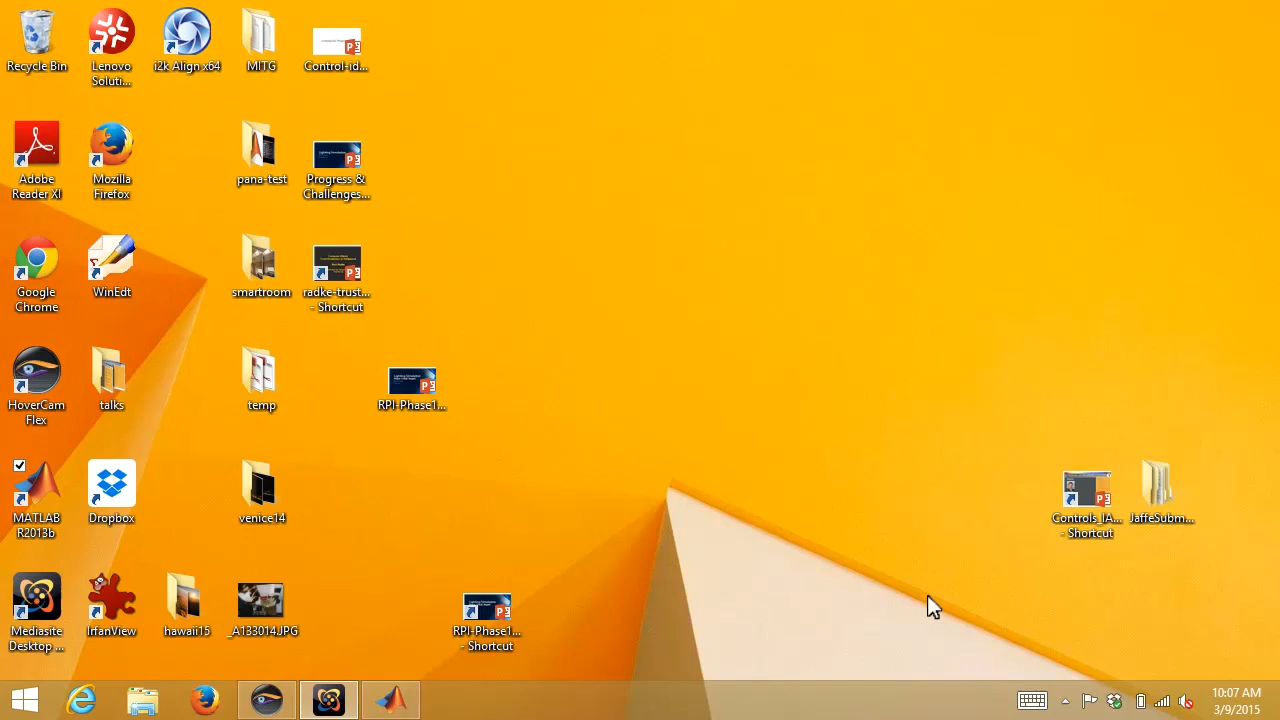 Recycle Bin
Lenovo
Soluti...
i2k Align x64
MITG
Control-id...
Adobe
Reader XI
Mozilla
Firefox
pana-test
Progress &
Challenges...
Google
Chrome
WinEdt
smartroom
radke-trust...
- Shortcut
HoverCam
Flex
talks
temp
RPI-Phase1...
MATLAB
R2013b
Dropbox
venice14
Controls_IA...
- Shortcut
JaffeSubm...
Mediasite
Desktop ...
IrfanView
hawaii15
_A133014.JPG
RPI-Phase1...
- Shortcut
10:07 AM
3/9/2015